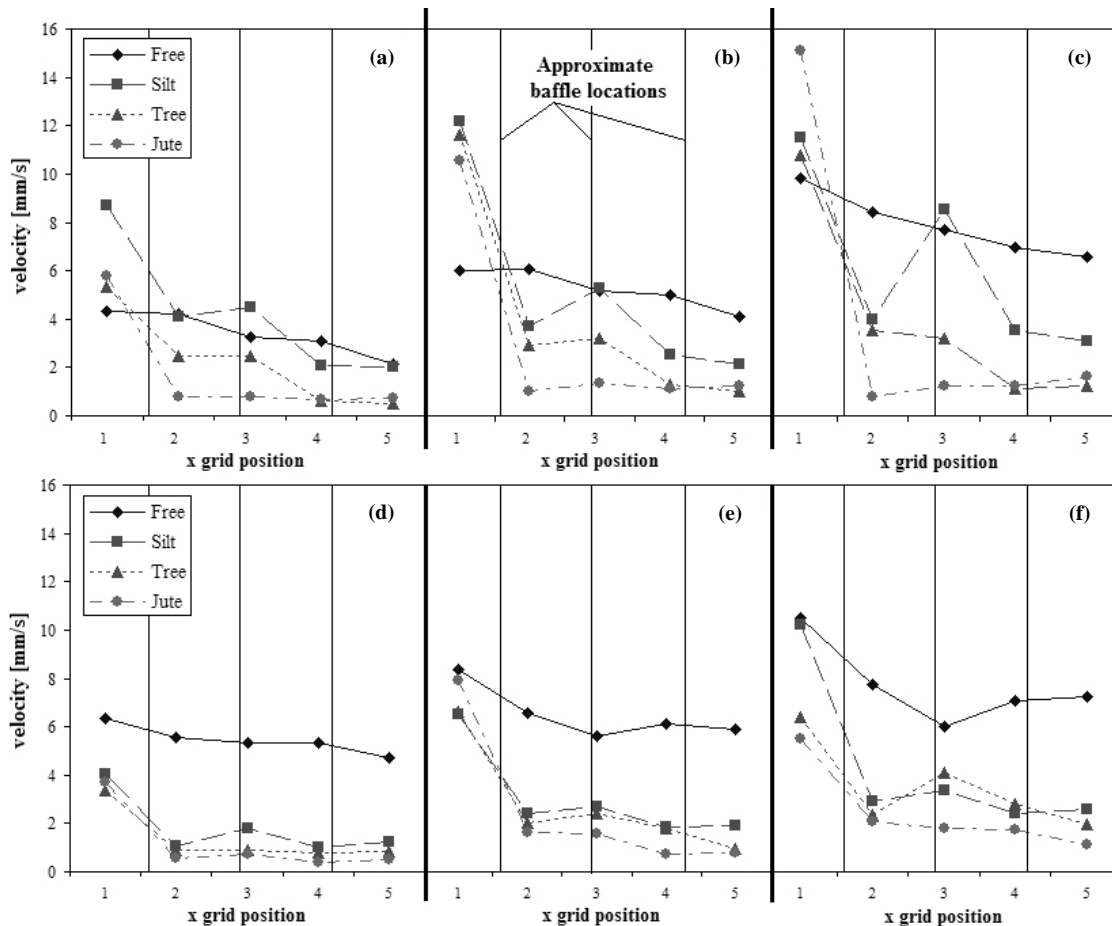 16
14
12
10
8
6
4
2
0
velocity [mm/s]
Free
Silt
Tree
Jute
(a)
(b)
(c)
Approximate
baffle locations
1 2 3 4 5
1 2 3 4 5
1 2 3 4 5
x grid position
x grid position
x grid position
16
14
12
10
8
6
4
2
0
velocity [mm/s]
Free
Silt
Tree
Jute
(d)
(e)
(f)
1 2 3 4 5
1 2 3 4 5
1 2 3 4 5
x grid position
x grid position
x grid position